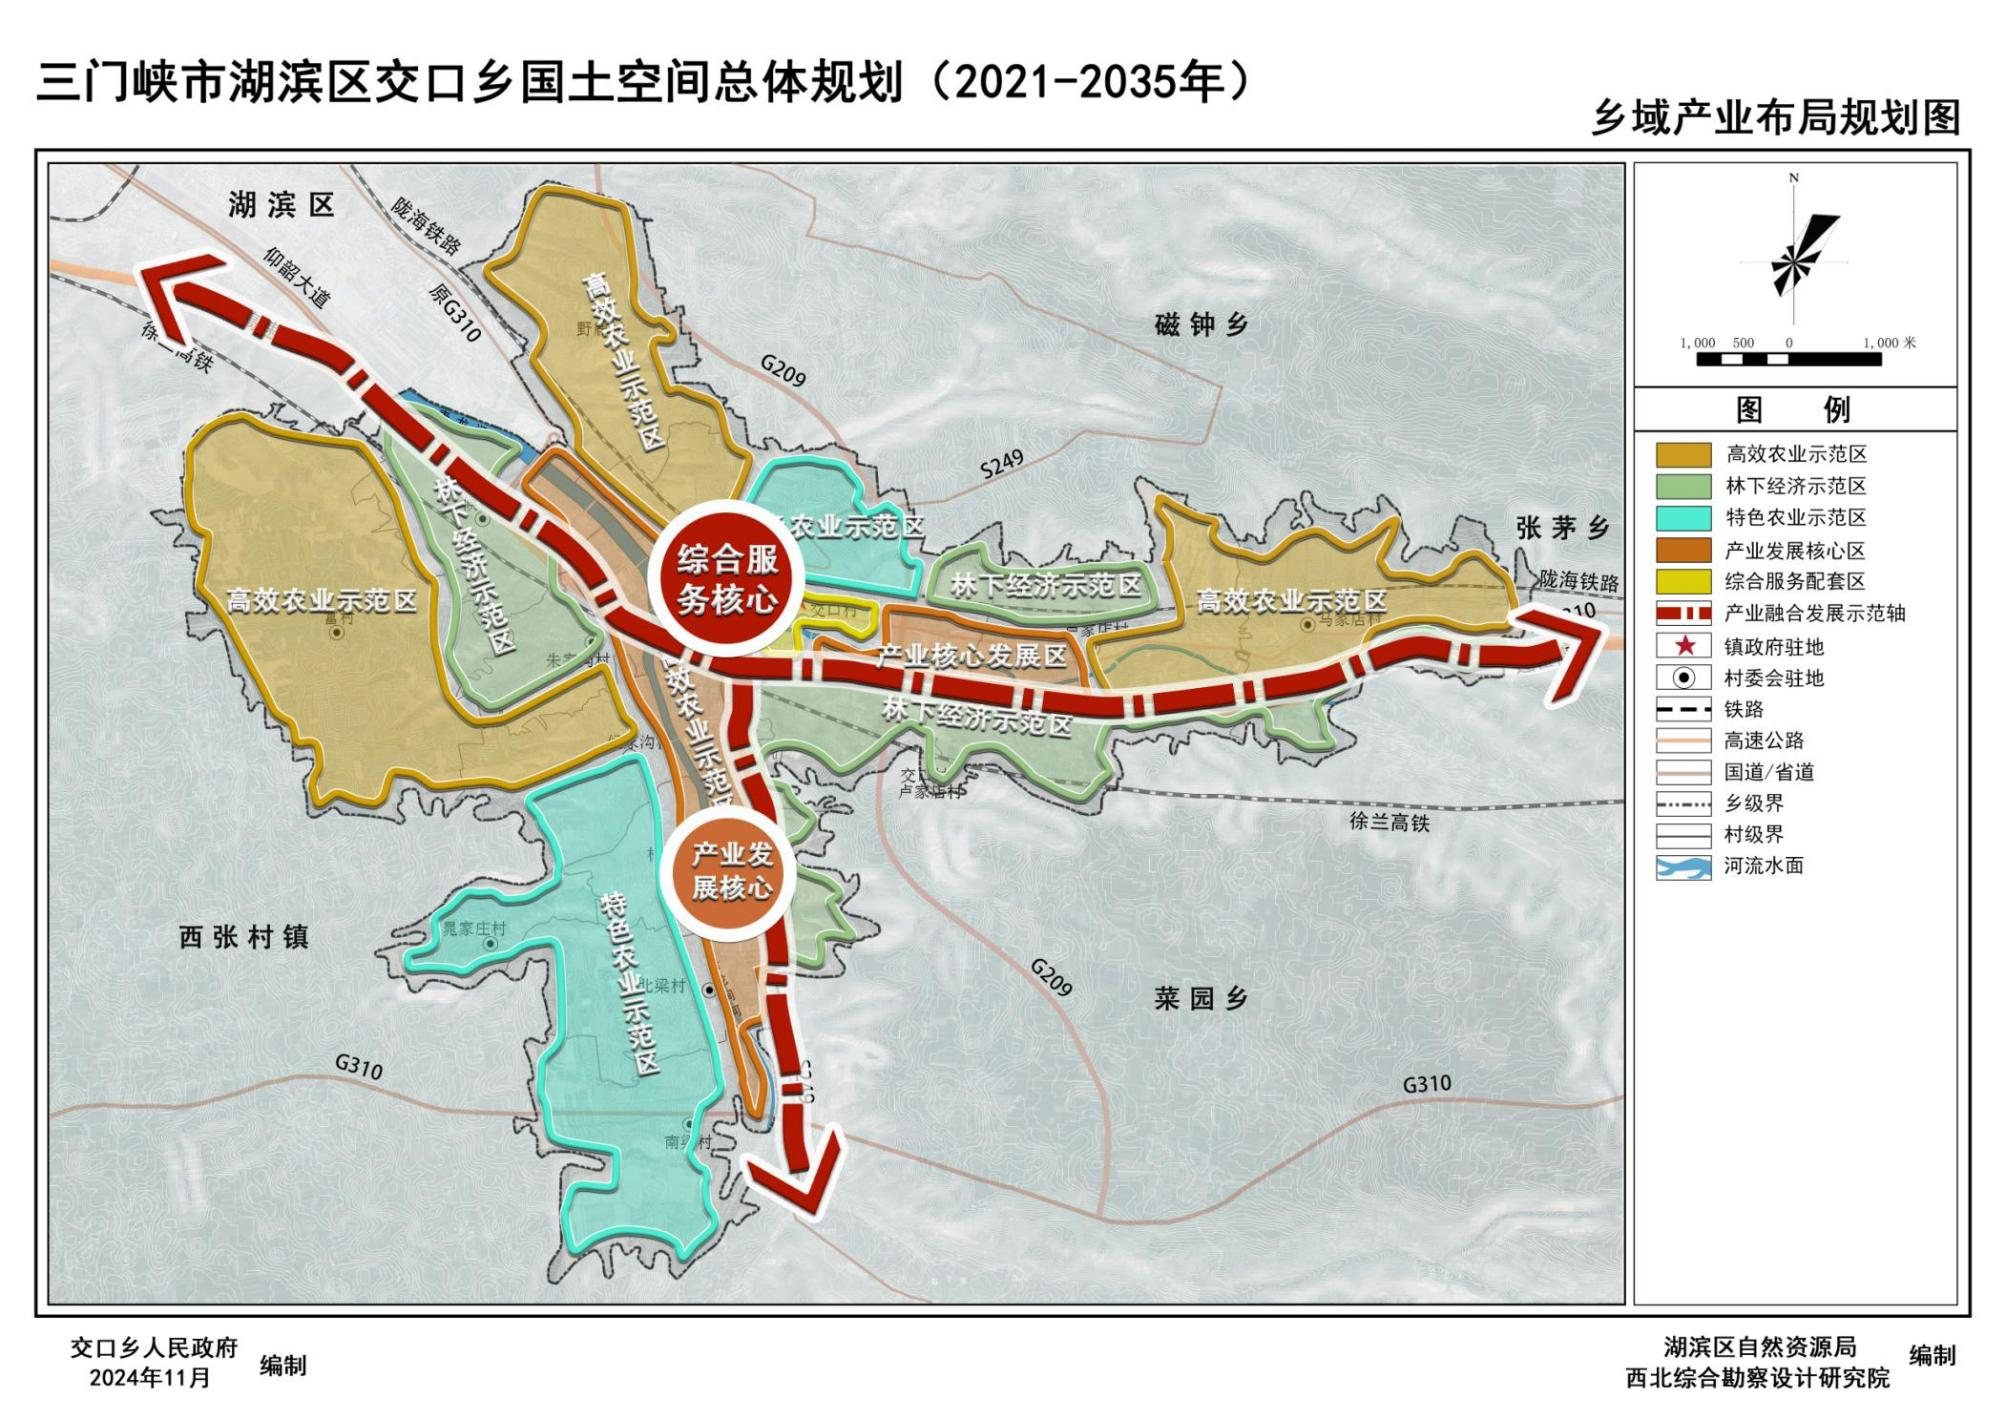 三门峡市湖滨区交口乡国土空间总体规划（2021-2035年）
乡域产业布局规划图
湖滨区
陇海铁路
仰韶大道
原G310
徐兰高铁
G209
磁钟乡
S249
张茅乡
陇海铁路
高效农业示范区
林下经济示范区
高效农业示范区
富村
农业示范区
综合服
务核心
交口村
林下经济示范区
高效农业示范区
马家店村
产业核心发展区
林下经济示范区
效农业示范区
卢家店村
徐兰高铁
产业发
展核心
特色农业示范区
晁家庄村
北梁村
西张村镇
G209
菜园乡
G310
G310
S249
南梁村
N
1,000 500 0 1,000 米
图 例
高效农业示范区
林下经济示范区
特色农业示范区
产业发展核心区
综合服务配套区
产业融合发展示范轴
镇政府驻地
村委会驻地
铁路
高速公路
国道/省道
乡级界
村级界
河流水面
交口乡人民政府
2024年11月
编制
湖滨区自然资源局
西北综合勘察设计研究院
编制